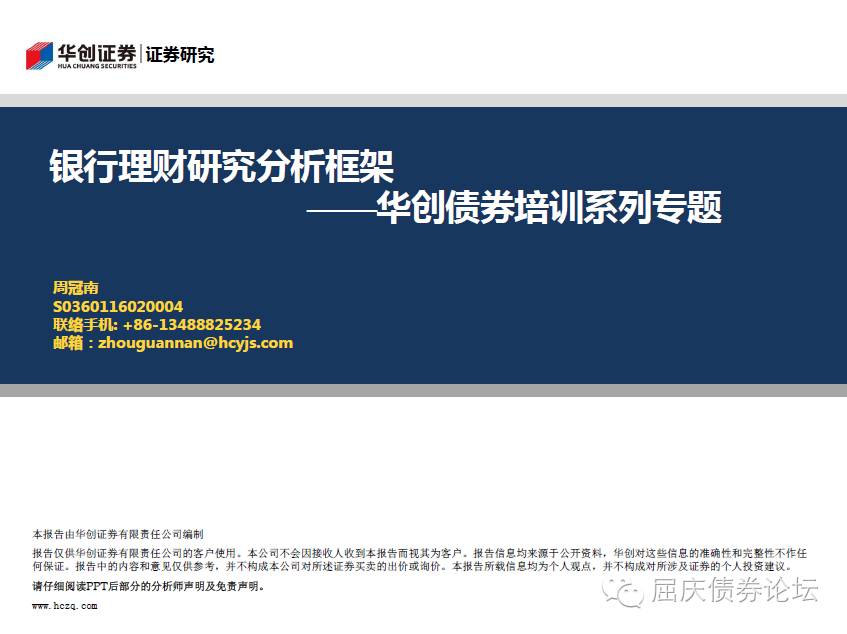 华创证券 证券研究
HUA CHUANG SECURITIES
银行理财研究分析框架
——华创债券培训系列专题
周冠南
S0360116020004
联络手机: +86-13488825234
邮箱：zhouguannan@hcyjs.com
本报告由华创证券有限责任公司编制
报告仅供华创证券有限责任公司的客户使用。本公司不会因接收人收到本报告而视其为客户。报告信息均来源于公开资料，华创对这些信息的准确性和完整性不作任
何保证。报告中的内容和意见仅供参考，并不构成本公司对所述证券买卖的出价或询价。本报告所载信息均为个人观点，并不构成对所涉及证券的个人投资建议。
请仔细阅读PPT后部分的分析师声明及免责声明。
www.hczq.com
屈庆债券论坛